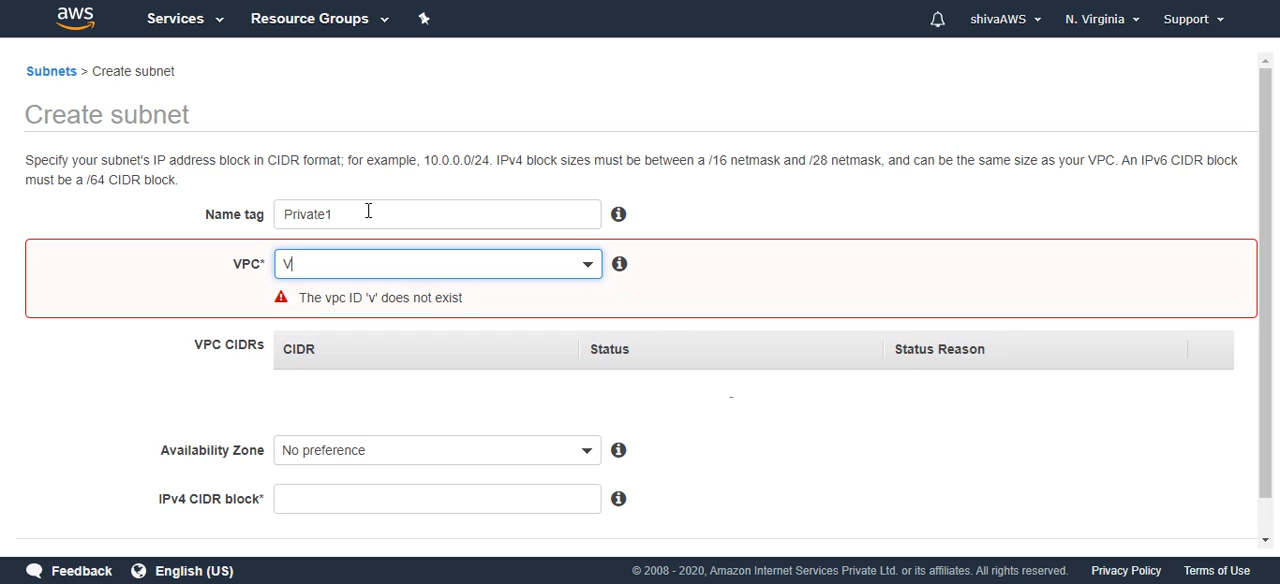 aws Services Resource Groups shivaAWS N. Virginia Support
Subnets > Create subnet
Create subnet
Specify your subnet's IP address block in CIDR format; for example, 10.0.0.0/24. IPv4 block sizes must be between a /16 netmask and /28 netmask, and can be the same size as your VPC. An IPv6 CIDR block
must be a /64 CIDR block.
Name tag Private1
VPC* V
The vpc ID 'v' does not exist
VPC CIDRs CIDR Status Status Reason
-
Availability Zone No preference
IPv4 CIDR block*
Feedback English (US) © 2008 - 2020, Amazon Internet Services Private Ltd. or its affiliates. All rights reserved. Privacy Policy Terms of Use